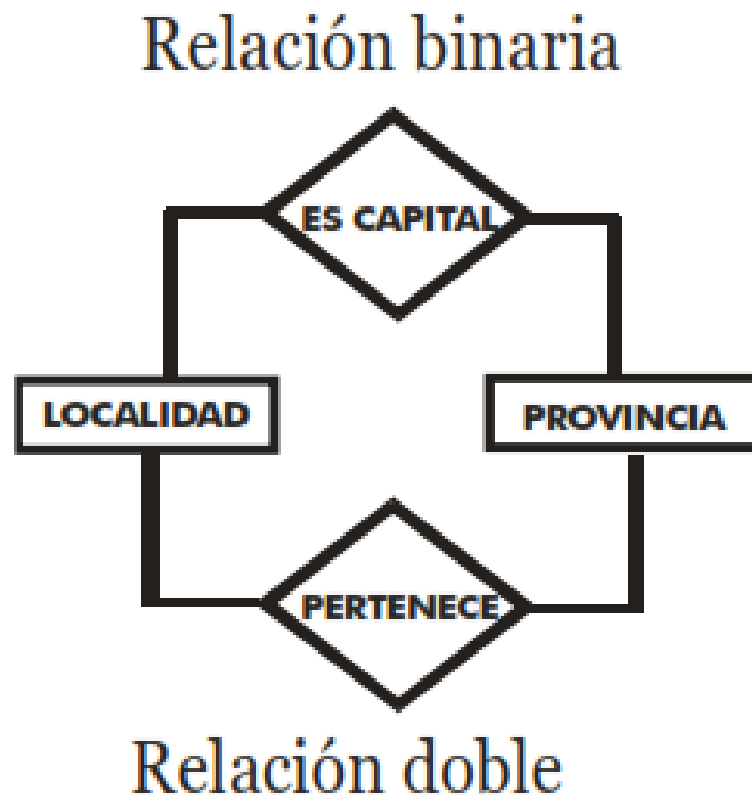 Relación binaria
ES CAPITAL
LOCALIDAD
PROVINCIA
PERTENECE
Relación doble